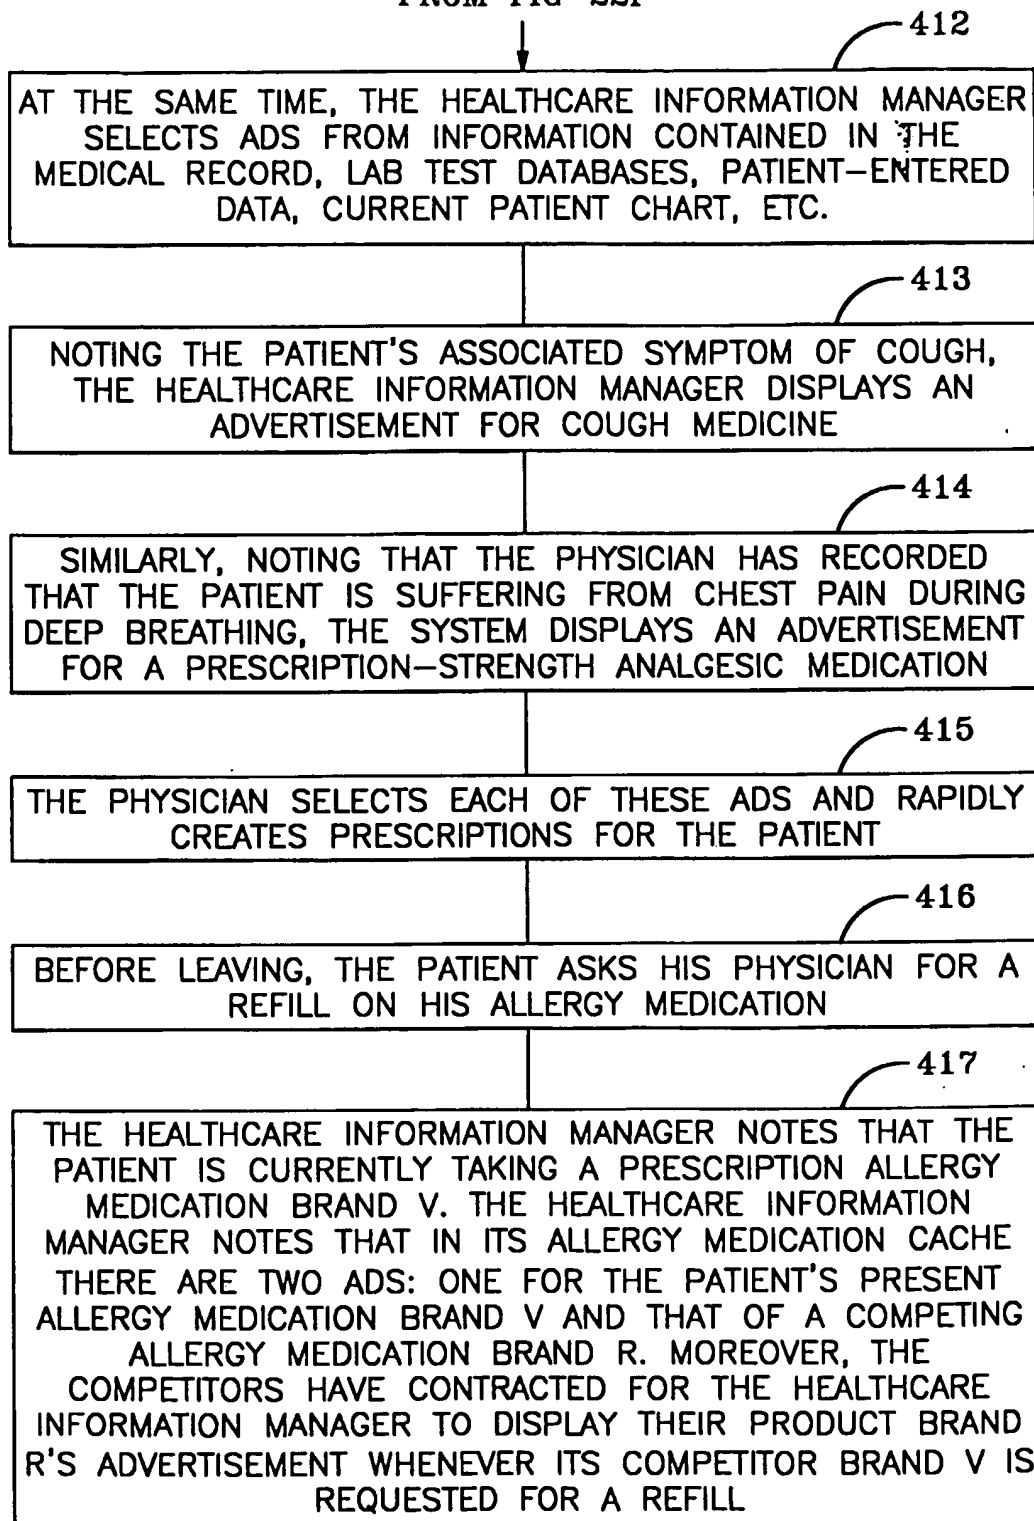 FROM FIG 22F
412
AT THE SAME TIME, THE HEALTHCARE INFORMATION MANAGER
SELECTS ADS FROM INFORMATION CONTAINED IN THE
MEDICAL RECORD, LAB TEST DATABASES, PATIENT-ENTERED
DATA, CURRENT PATIENT CHART, ETC.
413
NOTING THE PATIENT'S ASSOCIATED SYMPTOM OF COUGH,
THE HEALTHCARE INFORMATION MANAGER DISPLAYS AN
ADVERTISEMENT FOR COUGH MEDICINE
414
SIMILARLY, NOTING THAT THE PHYSICIAN HAS RECORDED
THAT THE PATIENT IS SUFFERING FROM CHEST PAIN DURING
DEEP BREATHING, THE SYSTEM DISPLAYS AN ADVERTISEMENT
FOR A PRESCRIPTION-STRENGTH ANALGESIC MEDICATION
415
THE PHYSICIAN SELECTS EACH OF THESE ADS AND RAPIDLY
CREATES PRESCRIPTIONS FOR THE PATIENT
416
BEFORE LEAVING, THE PATIENT ASKS HIS PHYSICIAN FOR A
REFILL ON HIS ALLERGY MEDICATION
417
THE HEALTHCARE INFORMATION MANAGER NOTES THAT THE
PATIENT IS CURRENTLY TAKING A PRESCRIPTION ALLERGY
MEDICATION BRAND V. THE HEALTHCARE INFORMATION
MANAGER NOTES THAT IN ITS ALLERGY MEDICATION CACHE
THERE ARE TWO ADS: ONE FOR THE PATIENT'S PRESENT
ALLERGY MEDICATION BRAND V AND THAT OF A COMPETING
ALLERGY MEDICATION BRAND R. MOREOVER, THE
COMPETITORS HAVE CONTRACTED FOR THE HEALTHCARE
INFORMATION MANAGER TO DISPLAY THEIR PRODUCT BRAND
R'S ADVERTISEMENT WHENEVER ITS COMPETITOR BRAND V IS
REQUESTED FOR A REFILL